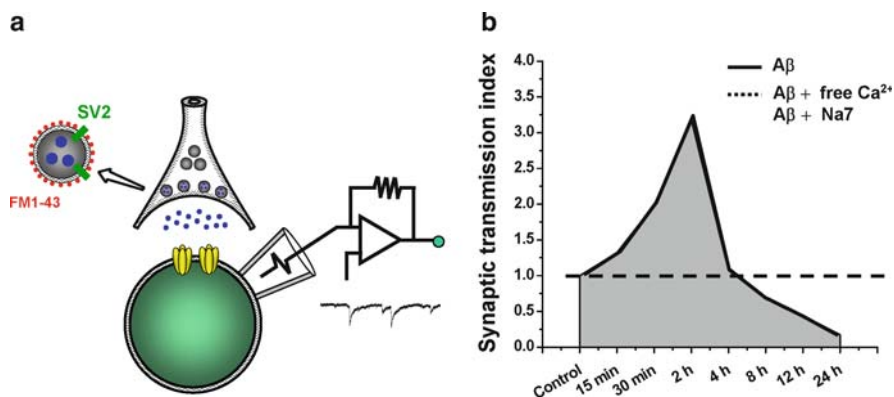 a
SV2
FM1-43
b
Synaptic transmission index
4.0
3.5
3.0
2.5
2.0
1.5
1.0
0.5
0.0
Aβ
Aβ + free Ca²⁺
Aβ + Na7
Control
15 min
30 min
2 h
4 h
8 h
12 h
24 h